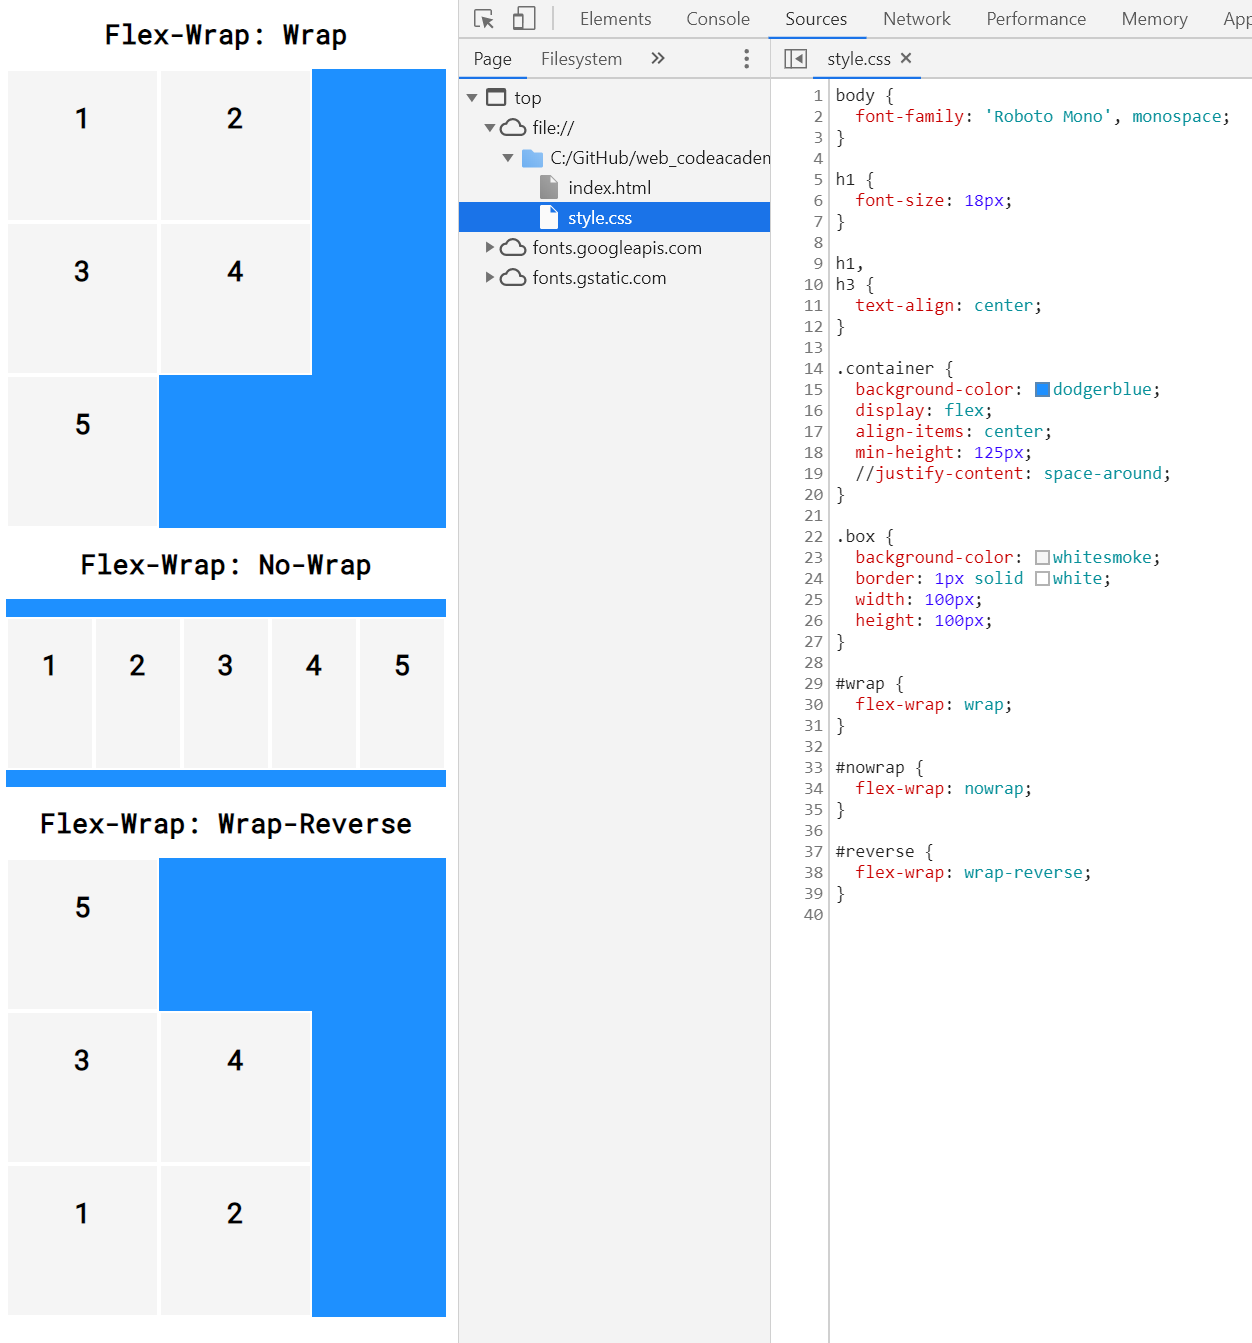 Flex-Wrap: Wrap
1 2
3 4
5
Flex-Wrap: No-Wrap
1 2 3 4 5
Flex-Wrap: Wrap-Reverse
5
3 4
1 2
Elements Console Sources Network Performance Memory App
Page Filesystem »
style.css ×
top
file://
C:/GitHub/web_codeacadem
index.html
style.css
fonts.googleapis.com
fonts.gstatic.com
1 body {
2 font-family: 'Roboto Mono', monospace;
3 }
4
5 h1 {
6 font-size: 18px;
7 }
8
9 h1,
10 h3 {
11 text-align: center;
12 }
13
14 .container {
15 background-color: dodgerblue;
16 display: flex;
17 align-items: center;
18 min-height: 125px;
19 //justify-content: space-around;
20 }
21
22 .box {
23 background-color: whitesmoke;
24 border: 1px solid white;
25 width: 100px;
26 height: 100px;
27 }
28
29 #wrap {
30 flex-wrap: wrap;
31 }
32
33 #nowrap {
34 flex-wrap: nowrap;
35 }
36
37 #reverse {
38 flex-wrap: wrap-reverse;
39 }
40